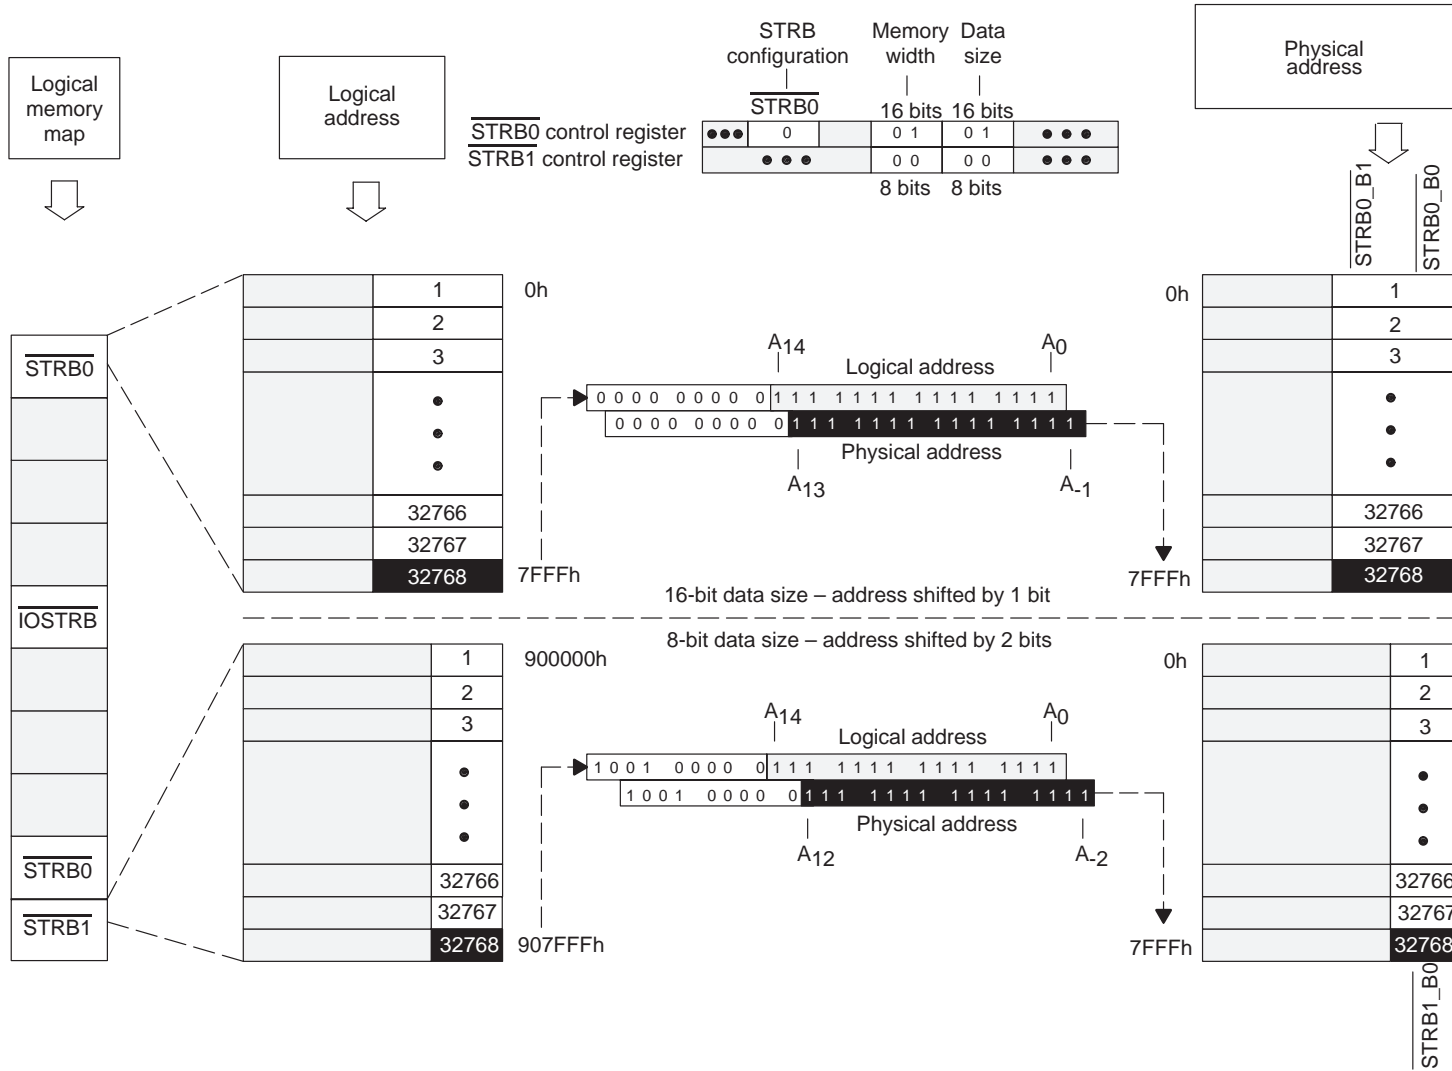 Logical
memory
map
Logical
address
STRB
configuration
Memory
width
Data
size
STRB0
16 bits 16 bits
STRB0 control register
0
0 1
0 1
STRB1 control register
0 0
0 0
8 bits 8 bits
Physical
address
STRB0_B1
STRB0_B0
STRB0
IOSTRB
STRB0
STRB1
1
2
3
32766
32767
32768
0h
7FFFh
A14
A0
Logical address
0 0 0 0 0 0 0 0 0 1 1 1 1 1 1 1 1 1 1 1 1 1 1 1
0 0 0 0 0 0 0 0 0 1 1 1 1 1 1 1 1 1 1 1 1 1 1 1
Physical address
A13
A-1
0h
7FFFh
1
2
3
32766
32767
32768
16-bit data size – address shifted by 1 bit
8-bit data size – address shifted by 2 bits
1
2
3
32766
32767
32768
900000h
907FFFh
A14
A0
Logical address
1 0 0 1 0 0 0 0 0 1 1 1 1 1 1 1 1 1 1 1 1 1 1 1
1 0 0 1 0 0 0 0 0 1 1 1 1 1 1 1 1 1 1 1 1 1 1 1
Physical address
A12
A-2
0h
7FFFh
1
2
3
32766
32767
32768
STRB1_B0